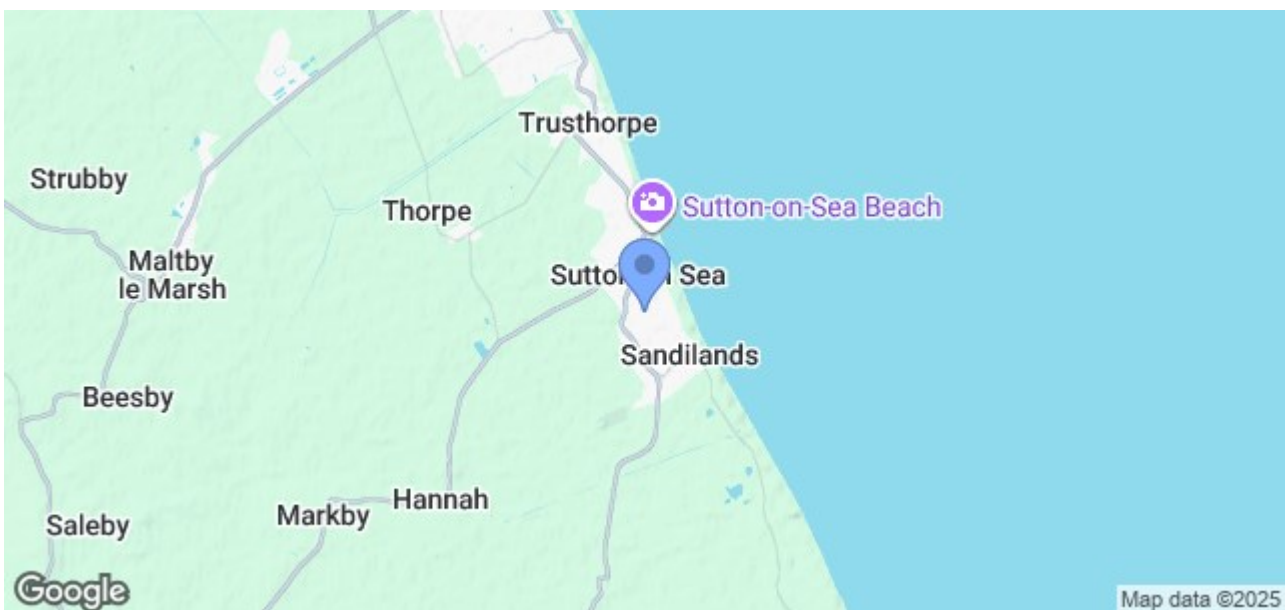 Trusthorpe
Strubby
Sutton-on-Sea Beach
Thorpe
Maltby
le Marsh
Sea
Sandilands
Beesby
Hannah
Markby
Saleby
Google
Map data ©2025